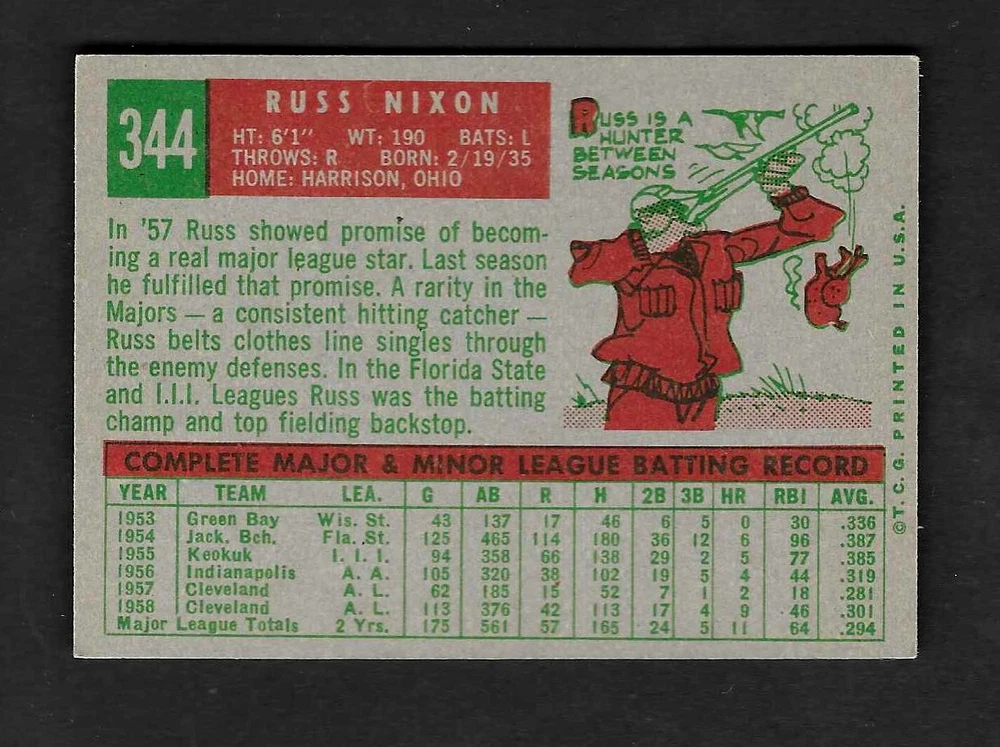 344
RUSS NIXON
HT: 6'1" WT: 190 BATS: L
THROWS: R BORN: 2/19/35
HOME: HARRISON, OHIO
RUSS IS A
HUNTER
BETWEEN
SEASONS
In '57 Russ showed promise of becom-
ing a real major league star. Last season
he fulfilled that promise. A rarity in the
Majors — a consistent hitting catcher —
Russ belts clothes line singles through
the enemy defenses. In the Florida State
and I.I.I. Leagues Russ was the batting
champ and top fielding backstop.
©T.C.G. PRINTED IN U.S.A.
COMPLETE MAJOR & MINOR LEAGUE BATTING RECORD
YEAR TEAM LEA. G AB R H 2B 3B HR RBI AVG.
1953 Green Bay Wis. St. 43 137 17 46 6 5 0 30 .336
1954 Jack. Bch. Fla. St. 125 465 114 180 36 12 6 96 .387
1955 Keokuk I. I. I. 94 358 66 138 29 2 5 77 .385
1956 Indianapolis A. A. 105 320 38 102 19 5 4 44 .319
1957 Cleveland A. L. 62 185 15 52 7 1 2 18 .281
1958 Cleveland A. L. 113 376 42 113 17 4 9 46 .301
Major League Totals 2 Yrs. 175 561 57 165 24 5 11 64 .294